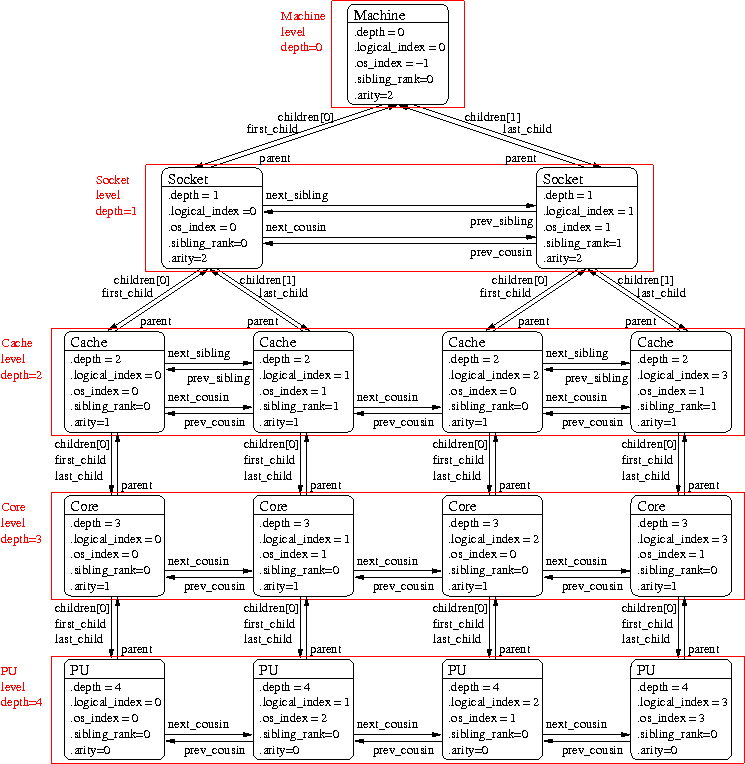 Machine
level
depth=0
Machine
.depth = 0
.logical_index = 0
.os_index = −1
.sibling_rank=0
.arity=2
children[0]
first_child
children[1]
last_child
parent
parent
Socket
level
depth=1
Socket
.depth = 1
.logical_index =0
.os_index = 0
.sibling_rank=0
.arity=2
next_sibling
prev_sibling
next_cousin
prev_cousin
Socket
.depth = 1
.logical_index = 1
.os_index = 1
.sibling_rank=1
.arity=2
children[0]
first_child
children[1]
last_child
children[0]
first_child
children[1]
last_child
parent
parent
parent
parent
Cache
level
depth=2
Cache
.depth = 2
.logical_index = 0
.os_index = 0
.sibling_rank=0
.arity=1
next_sibling
prev_sibling
next_cousin
prev_cousin
Cache
.depth = 2
.logical_index = 1
.os_index = 1
.sibling_rank=1
.arity=1
next_cousin
prev_cousin
Cache
.depth = 2
.logical_index = 2
.os_index = 0
.sibling_rank=0
.arity=1
next_sibling
prev_sibling
next_cousin
prev_cousin
Cache
.depth = 2
.logical_index = 3
.os_index = 1
.sibling_rank=1
.arity=1
children[0]
first_child
last_child
parent
children[0]
first_child
last_child
parent
children[0]
first_child
last_child
parent
children[0]
first_child
last_child
parent
Core
level
depth=3
Core
.depth = 3
.logical_index = 0
.os_index = 0
.sibling_rank=0
.arity=1
next_cousin
prev_cousin
Core
.depth = 3
.logical_index = 1
.os_index = 1
.sibling_rank=0
.arity=1
next_cousin
prev_cousin
Core
.depth = 3
.logical_index = 2
.os_index = 0
.sibling_rank=0
.arity=1
next_cousin
prev_cousin
Core
.depth = 3
.logical_index = 3
.os_index = 1
.sibling_rank=0
.arity=1
children[0]
first_child
last_child
parent
children[0]
first_child
last_child
parent
children[0]
first_child
last_child
parent
children[0]
first_child
last_child
parent
PU
level
depth=4
PU
.depth = 4
.logical_index = 0
.os_index = 0
.sibling_rank=0
.arity=0
next_cousin
prev_cousin
PU
.depth = 4
.logical_index = 1
.os_index = 2
.sibling_rank=0
.arity=0
next_cousin
prev_cousin
PU
.depth = 4
.logical_index = 2
.os_index = 1
.sibling_rank=0
.arity=0
next_cousin
prev_cousin
PU
.depth = 4
.logical_index = 3
.os_index = 3
.sibling_rank=0
.arity=0